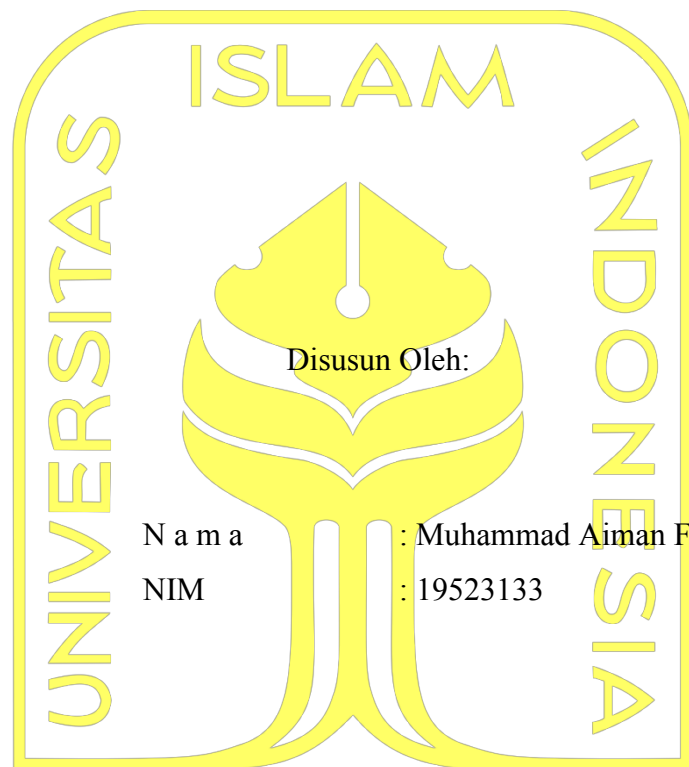 UNIVERSITAS
ISLAM
INDONESIA
Disusun Oleh:
N a m a : Muhammad Aiman F
NIM : 19523133